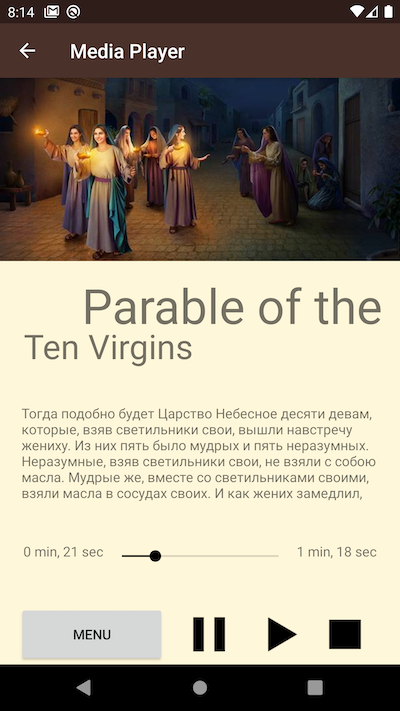 8:14
Media Player
Parable of the
Ten Virgins
Тогда подобно будет Царство Небесное десяти девам,
которые, взяв светильники свои, вышли навстречу
жениху. Из них пять было мудрых и пять неразумных.
Неразумные, взяв светильники свои, не взяли с собою
масла. Мудрые же, вместе со светильниками своими,
взяли масла в сосудах своих. И как жених замедлил,
0 min, 21 sec
1 min, 18 sec
MENU